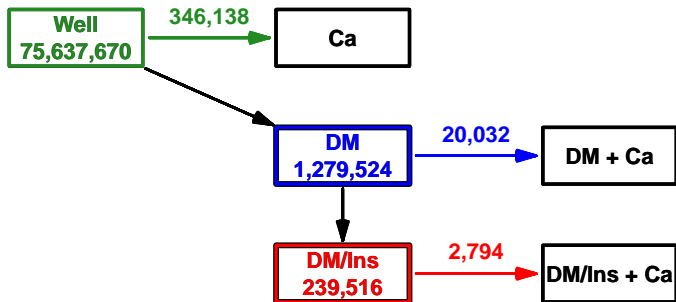 Well
75,637,670
346,138
Ca
DM
1,279,524
20,032
DM + Ca
DM/Ins
239,516
2,794
DM/Ins + Ca